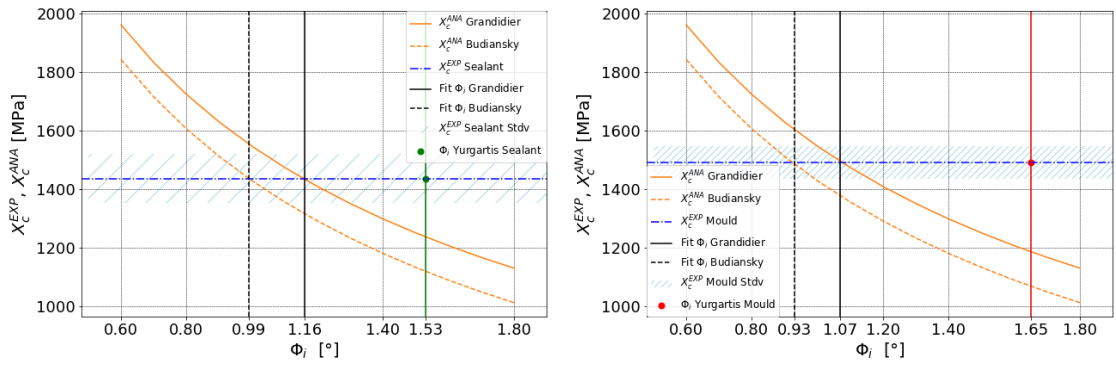 2000
1800
1600
1400
1200
1000
X_c^EXP, X_c^ANA [MPa]
X_c^ANA Grandidier
X_c^ANA Budiansky
X_c^EXP Sealant
Fit Φ_i Grandidier
Fit Φ_i Budiansky
X_c^EXP Sealant Stdv
Φ_i Yurgartis Sealant
0.60 0.80 0.99 1.16 1.40 1.53 1.80
Φ_i [°]
2000
1800
1600
1400
1200
1000
X_c^EXP, X_c^ANA [MPa]
X_c^ANA Grandidier
X_c^ANA Budiansky
X_c^EXP Mould
Fit Φ_i Grandidier
Fit Φ_i Budiansky
X_c^EXP Mould Stdv
Φ_i Yurgartis Mould
0.60 0.80 0.93 1.07 1.20 1.40 1.65 1.80
Φ_i [°]